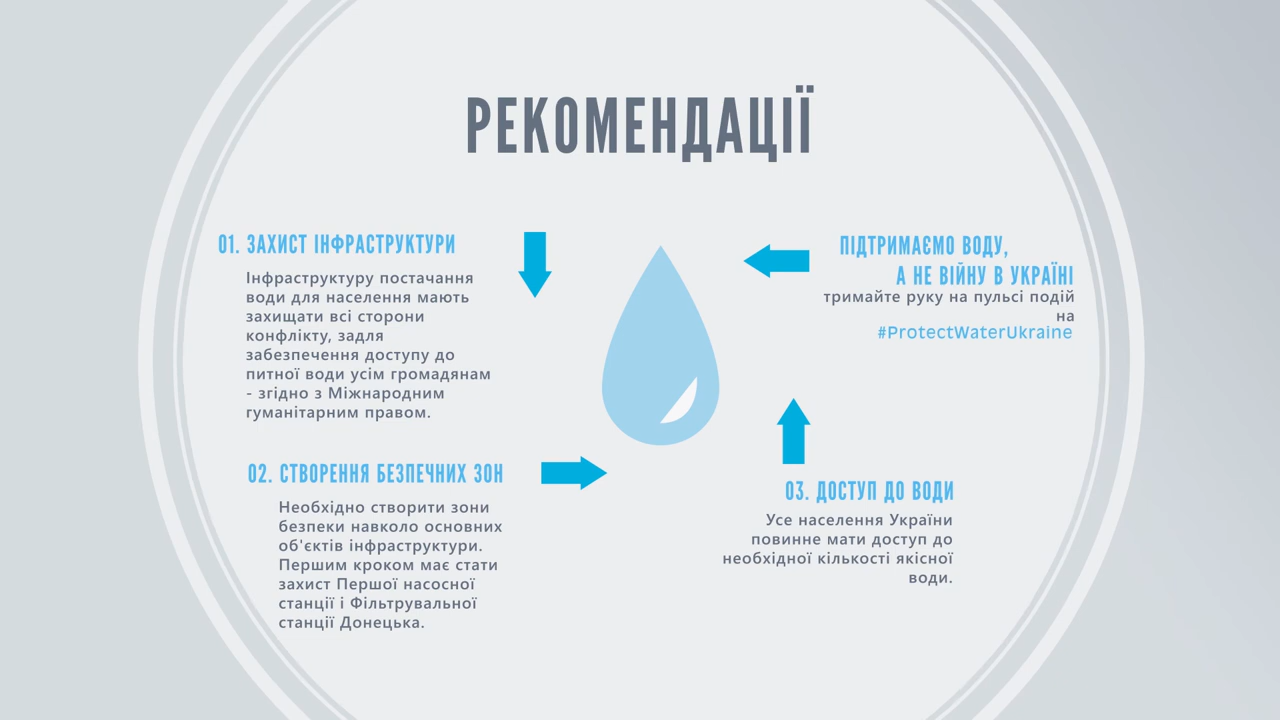 РЕКОМЕНДАЦІЇ
01. ЗАХИСТ ІНФРАСТРУКТУРИ
Інфраструктуру постачання
води для населення мають
захищати всі сторони
конфлікту, задля
забезпечення доступу до
питної води усім громадянам
- згідно з Міжнародним
гуманітарним правом.
02. СТВОРЕННЯ БЕЗПЕЧНИХ ЗОН
Необхідно створити зони
безпеки навколо основних
об'єктів інфраструктури.
Першим кроком має стати
захист Першої насосної
станції і Фільтрувальної
станції Донецька.
03. ДОСТУП ДО ВОДИ
Усе населення України
повинне мати доступ до
необхідної кількості якісної
води.
ПІДТРИМАЄМО ВОДУ,
А НЕ ВІЙНУ В УКРАЇНІ
тримайте руку на пульсі подій
на
#ProtectWaterUkraine